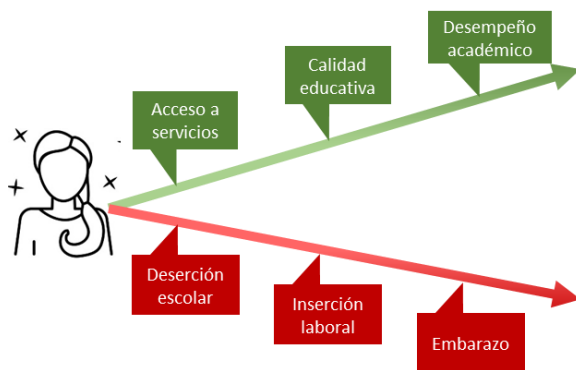 Desempeño
académico
Calidad
educativa
Acceso a
servicios
Deserción
escolar
Inserción
laboral
Embarazo